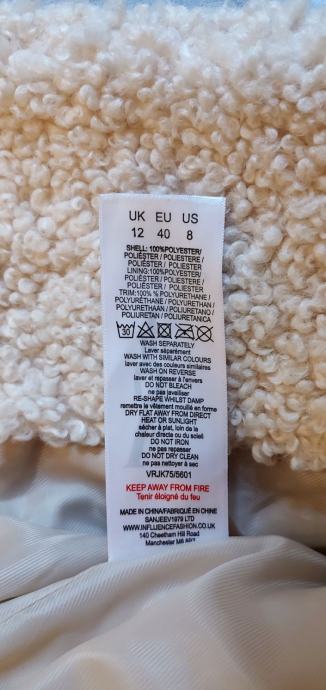 UK EU US
12 40 8
SHELL: 100%POLYESTER/
POLIÉSTER / POLIESTERE /
POLIÉSTER / POLIESTER
LINING:100%POLYESTER/
POLIÉSTER / POLIESTERE /
POLIÉSTER / POLIESTER
TRIM:100% % POLYURETHANE /
POLYURÉTHANE / POLYURETHAN /
POLYURETHAAN / POLIURETANO /
POLIURETAN / POLIURETANICA
30
WASH SEPARATELY
Laver séparément
WASH WITH SIMILAR COLOURS
laver avec des couleurs similaires
WASH ON REVERSE
laver et repasser à l'envers
DO NOT BLEACH
ne pas javelliser
RE-SHAPE WHILST DAMP
remettre le vêtement mouillé en forme
DRY FLAT AWAY FROM DIRECT
HEAT OR SUNLIGHT
sécher à plat, loin de la
chaleur directe ou du soleil
DO NOT IRON
ne pas repasser
DO NOT DRY CLEAN
ne pas nettoyer à sec
VRJK75/5601
KEEP AWAY FROM FIRE
Tenir éloigné du feu
MADE IN CHINA/FABRIQUÉ EN CHINE
SANJEEV1979 LTD
WWW.INFLUENCEFASHION.CO.UK
140 Cheetham Hill Road
Manchester M8